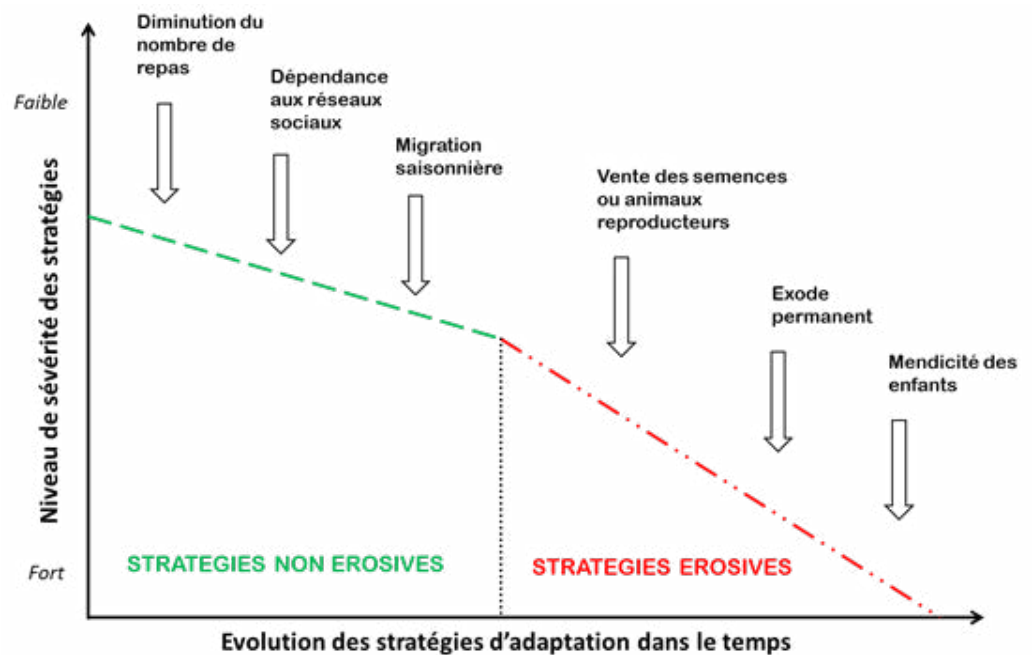 Diminution du
nombre de
repas
Dépendance
aux réseaux
sociaux
Migration
saisonnière
Vente des semences
ou animaux
reproducteurs
Exode
permanent
Mendicité des
enfants
Faible
Niveau de sévérité des stratégies
Fort
STRATEGIES NON EROSIVES
STRATEGIES EROSIVES
Evolution des stratégies d'adaptation dans le temps